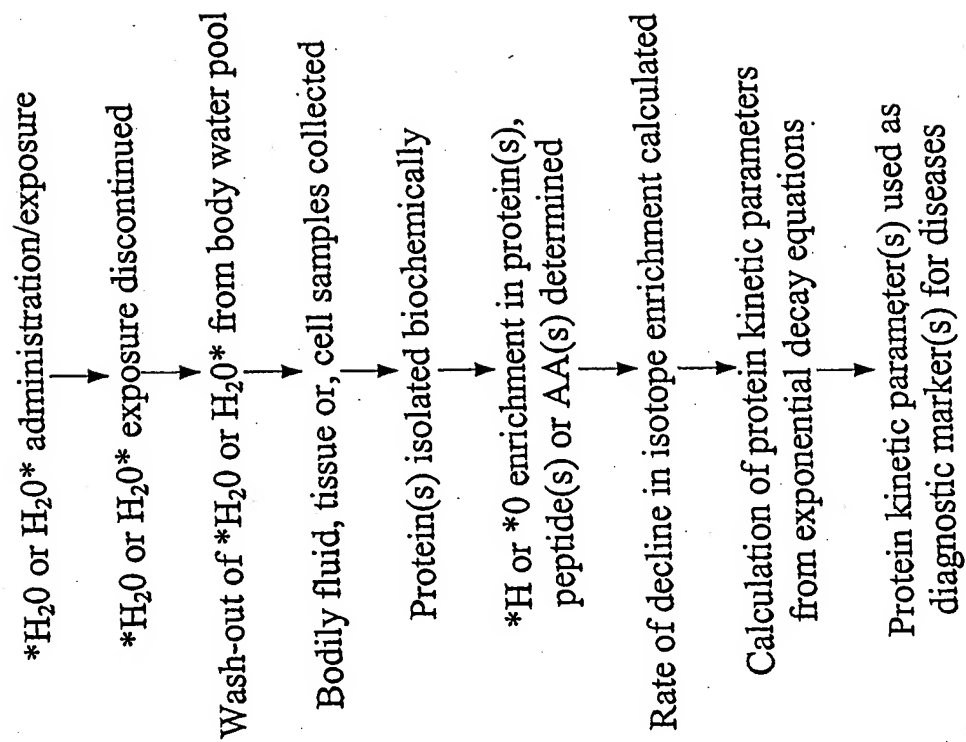 *H₂0 or H₂0* administration/exposure
*H₂0 or H₂0* exposure discontinued
Wash-out of *H₂0 or H₂0* from body water pool
Bodily fluid, tissue or, cell samples collected
Protein(s) isolated biochemically
*H or *0 enrichment in protein(s),
peptide(s) or AA(s) determined
Rate of decline in isotope enrichment calculated
Calculation of protein kinetic parameters
from exponential decay equations
Protein kinetic parameter(s) used as
diagnostic marker(s) for diseases